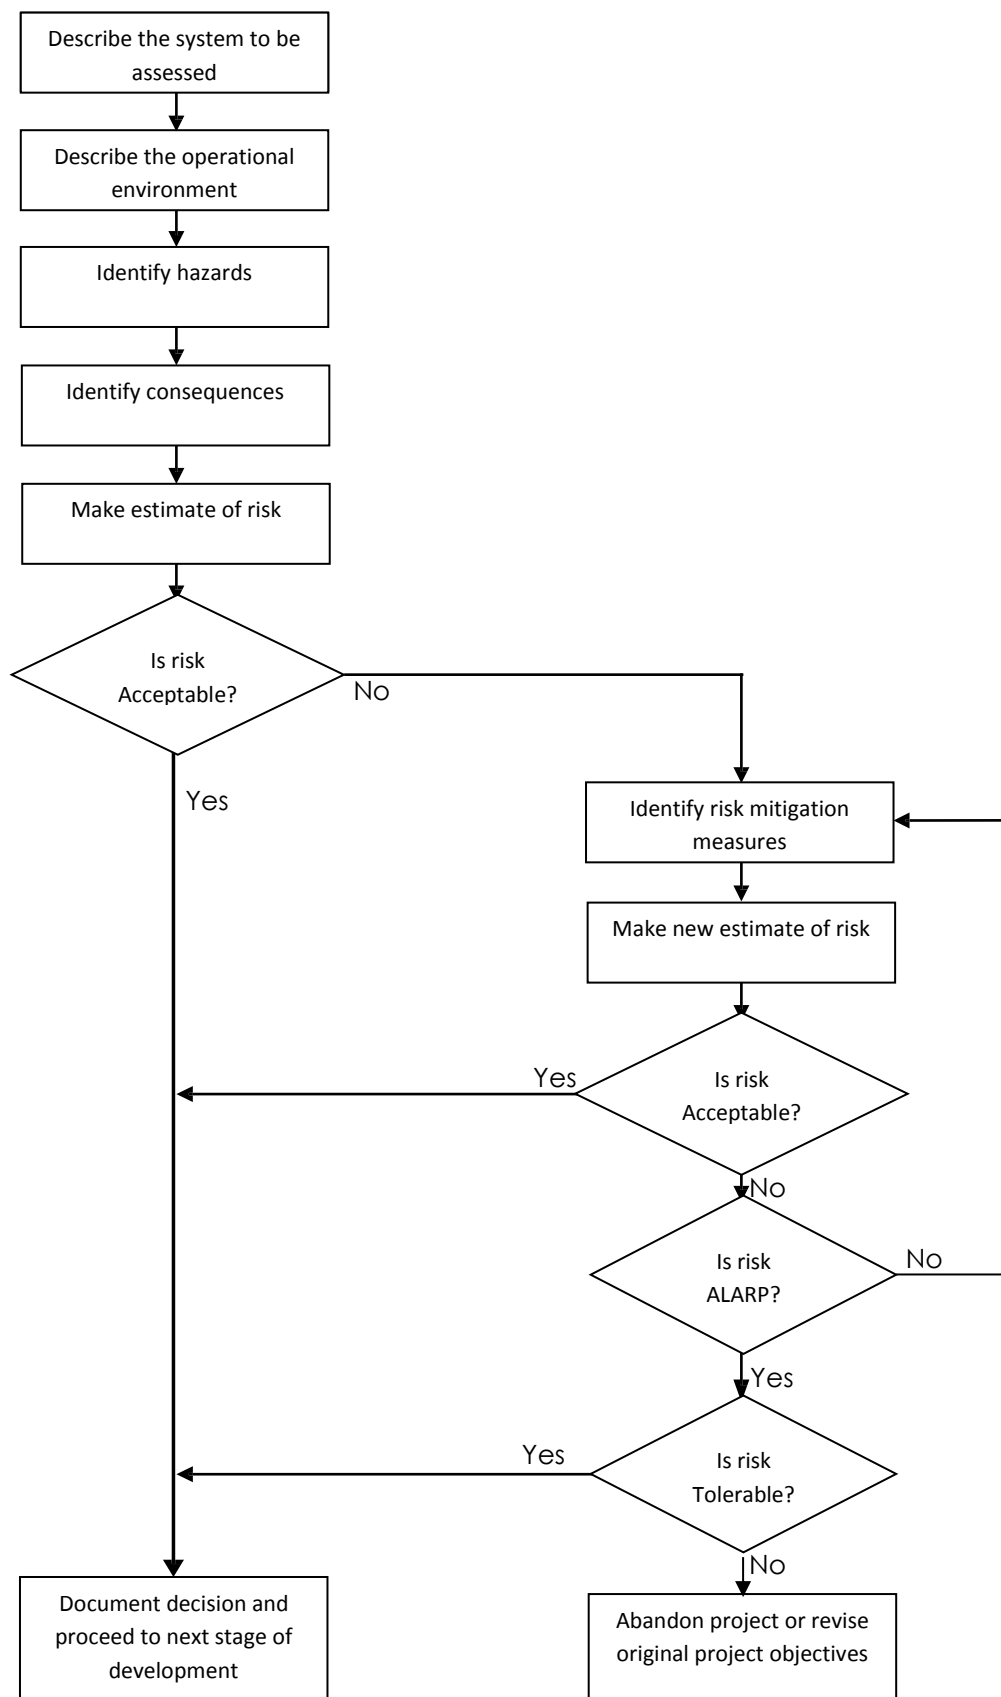 Describe the system to be
assessed
Describe the operational
environment
Identify hazards
Identify consequences
Make estimate of risk
Is risk
Acceptable?
No
Yes
Identify risk mitigation
measures
Make new estimate of risk
Yes
Is risk
Acceptable?
No
Is risk
ALARP?
No
Yes
Yes
Is risk
Tolerable?
No
Document decision and
proceed to next stage of
development
Abandon project or revise
original project objectives